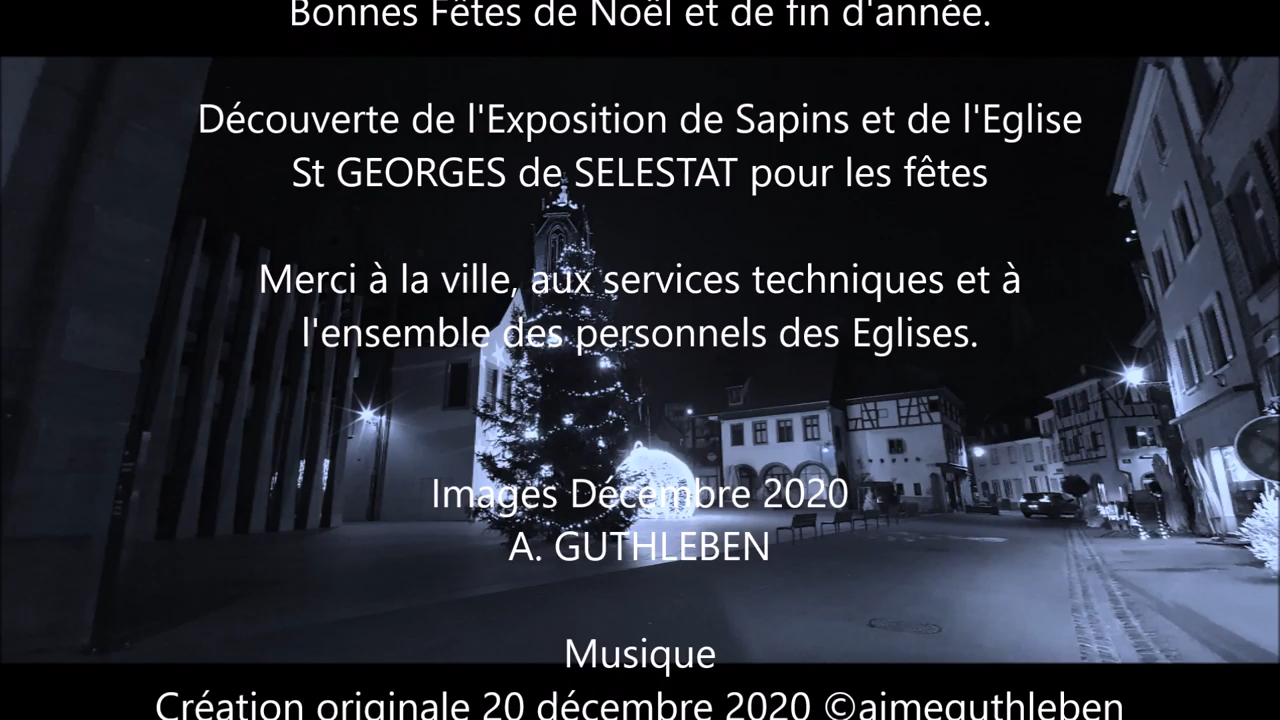 Bonnes Fêtes de Noël et de fin d'année.
Découverte de l'Exposition de Sapins et de l'Eglise
St GEORGES de SELESTAT pour les fêtes
Merci à la ville, aux services techniques et à
l'ensemble des personnels des Eglises.
Images Décembre 2020
A. GUTHLEBEN
Musique
Création originale 20 décembre 2020 ©aimeguthleben